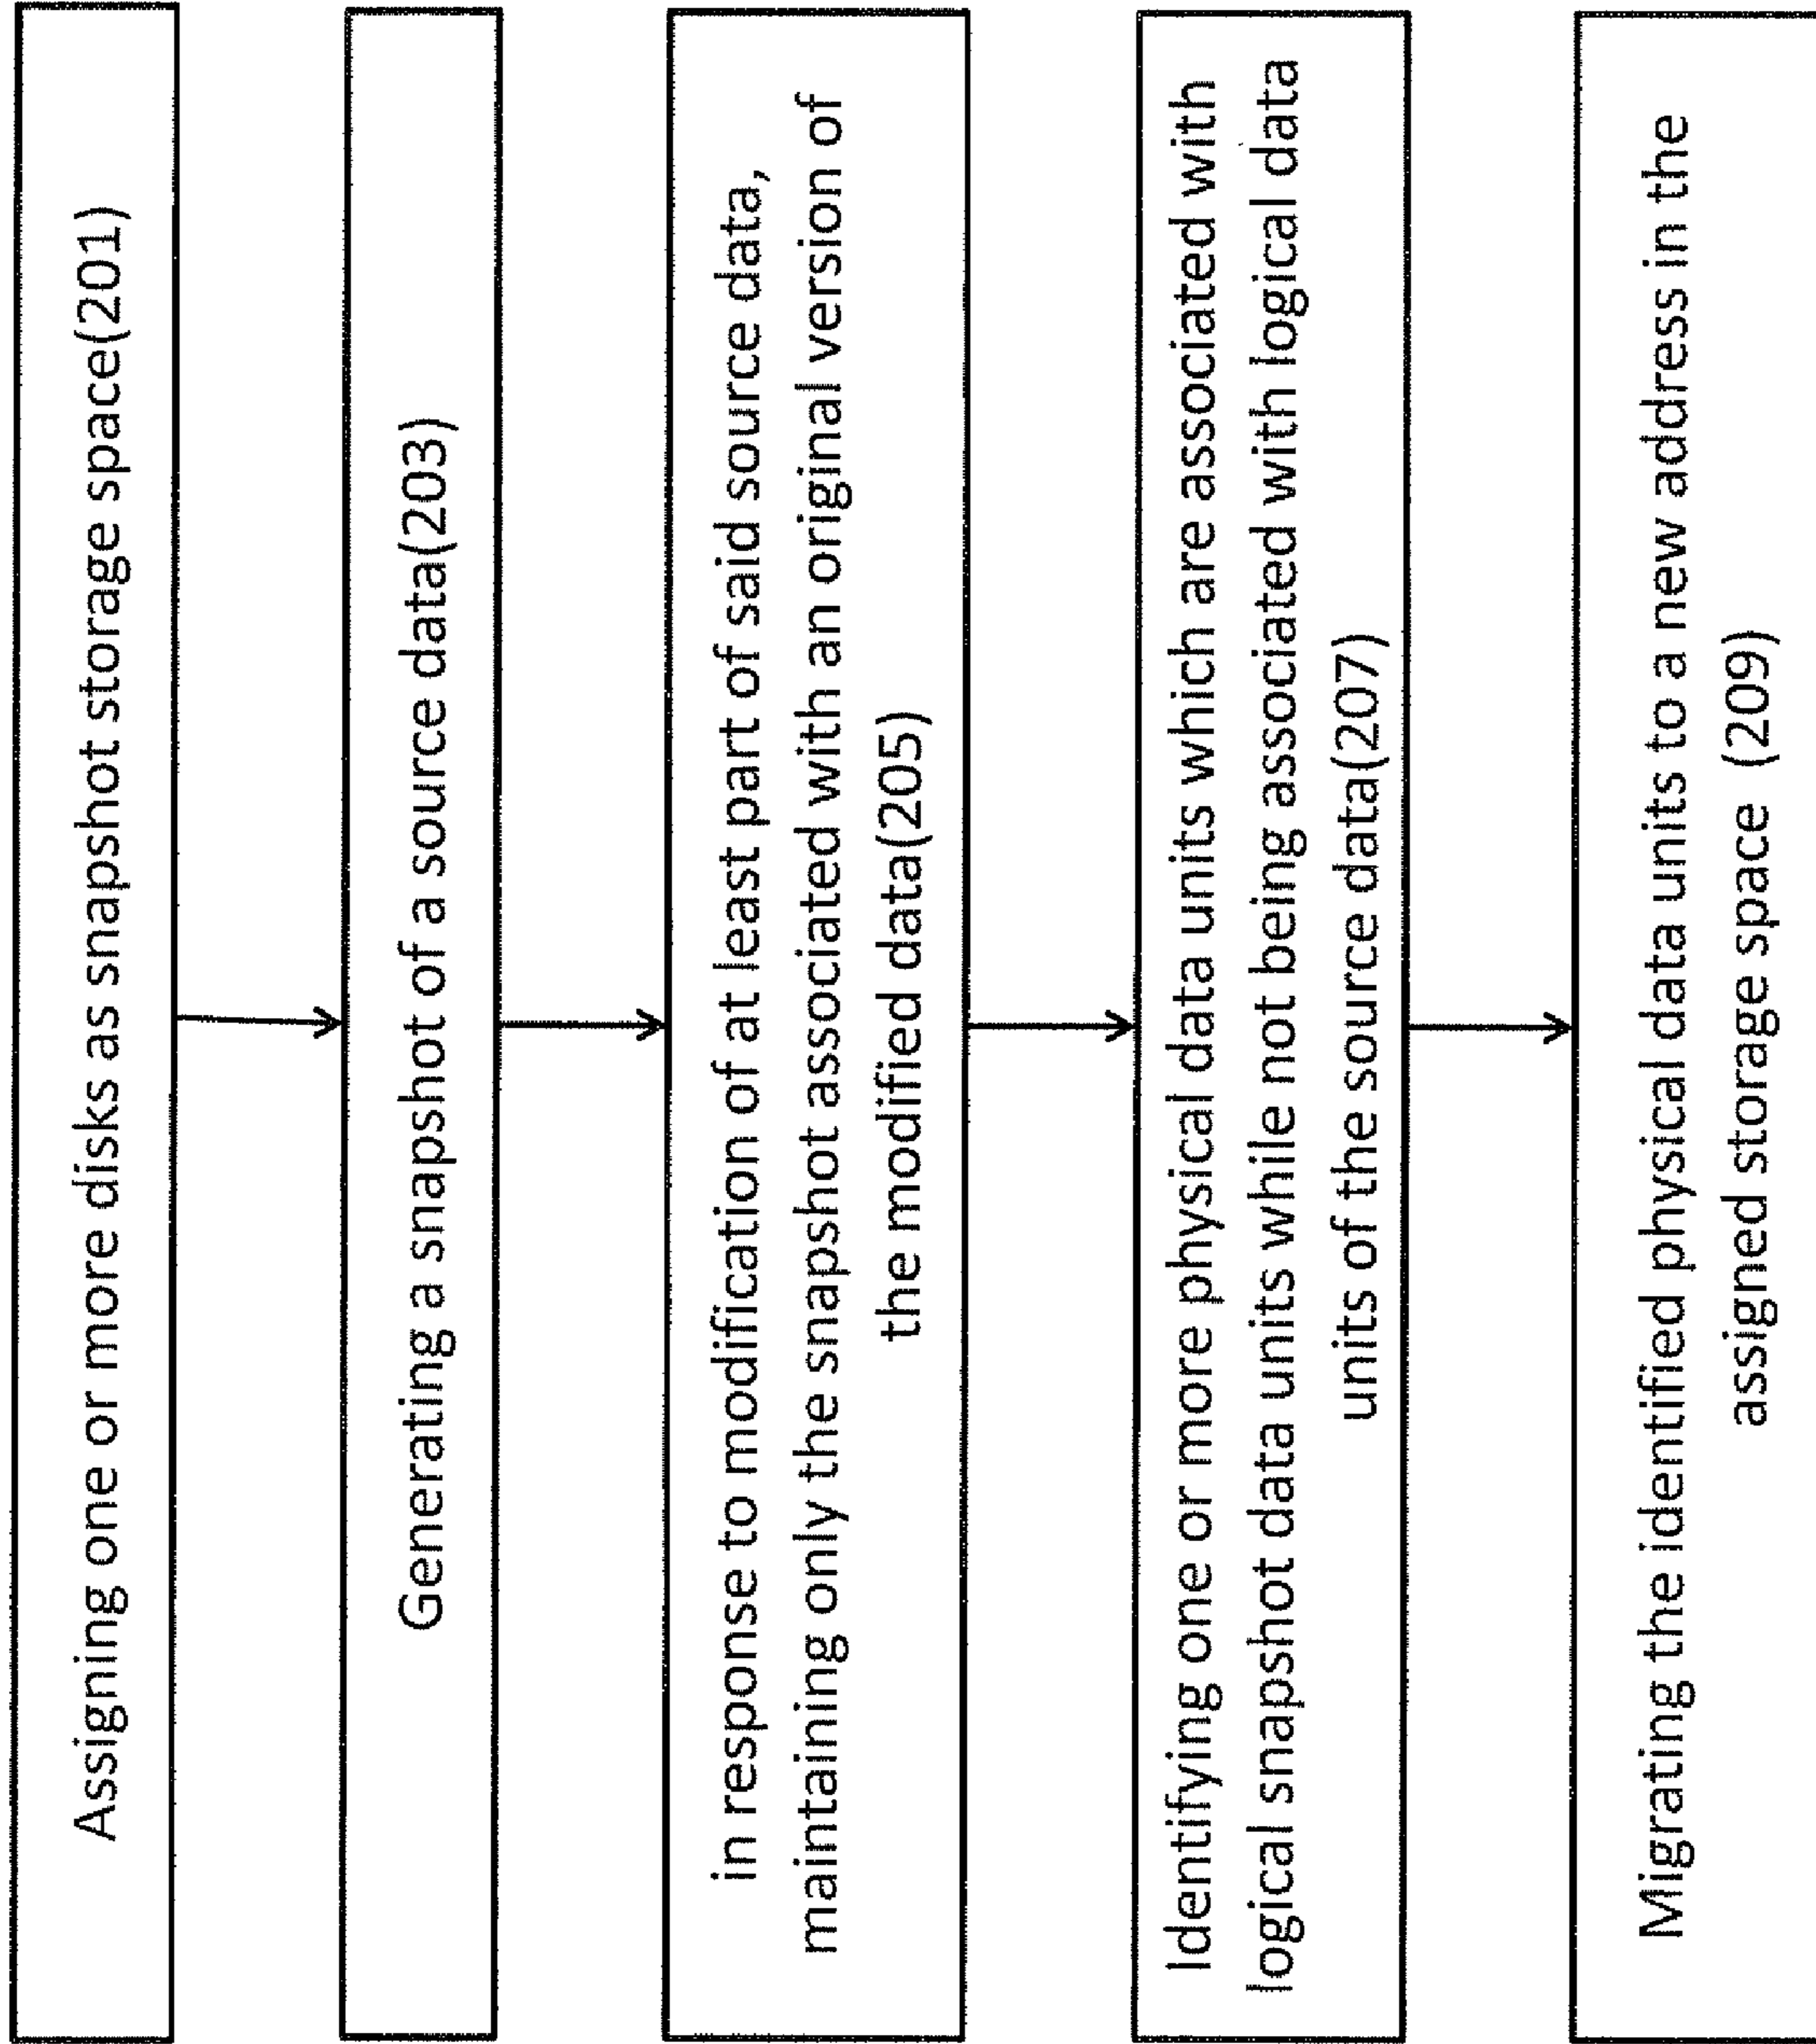 Assigning one or more disks as snapshot storage space(201)
Generating a snapshot of a source data(203)
in response to modification of at least part of said source data,
maintaining only the snapshot associated with an original version of
the modified data(205)
Identifying one or more physical data units which are associated with
logical snapshot data units while not being associated with logical data
units of the source data(207)
Migrating the identified physical data units to a new address in the
assigned storage space (209)